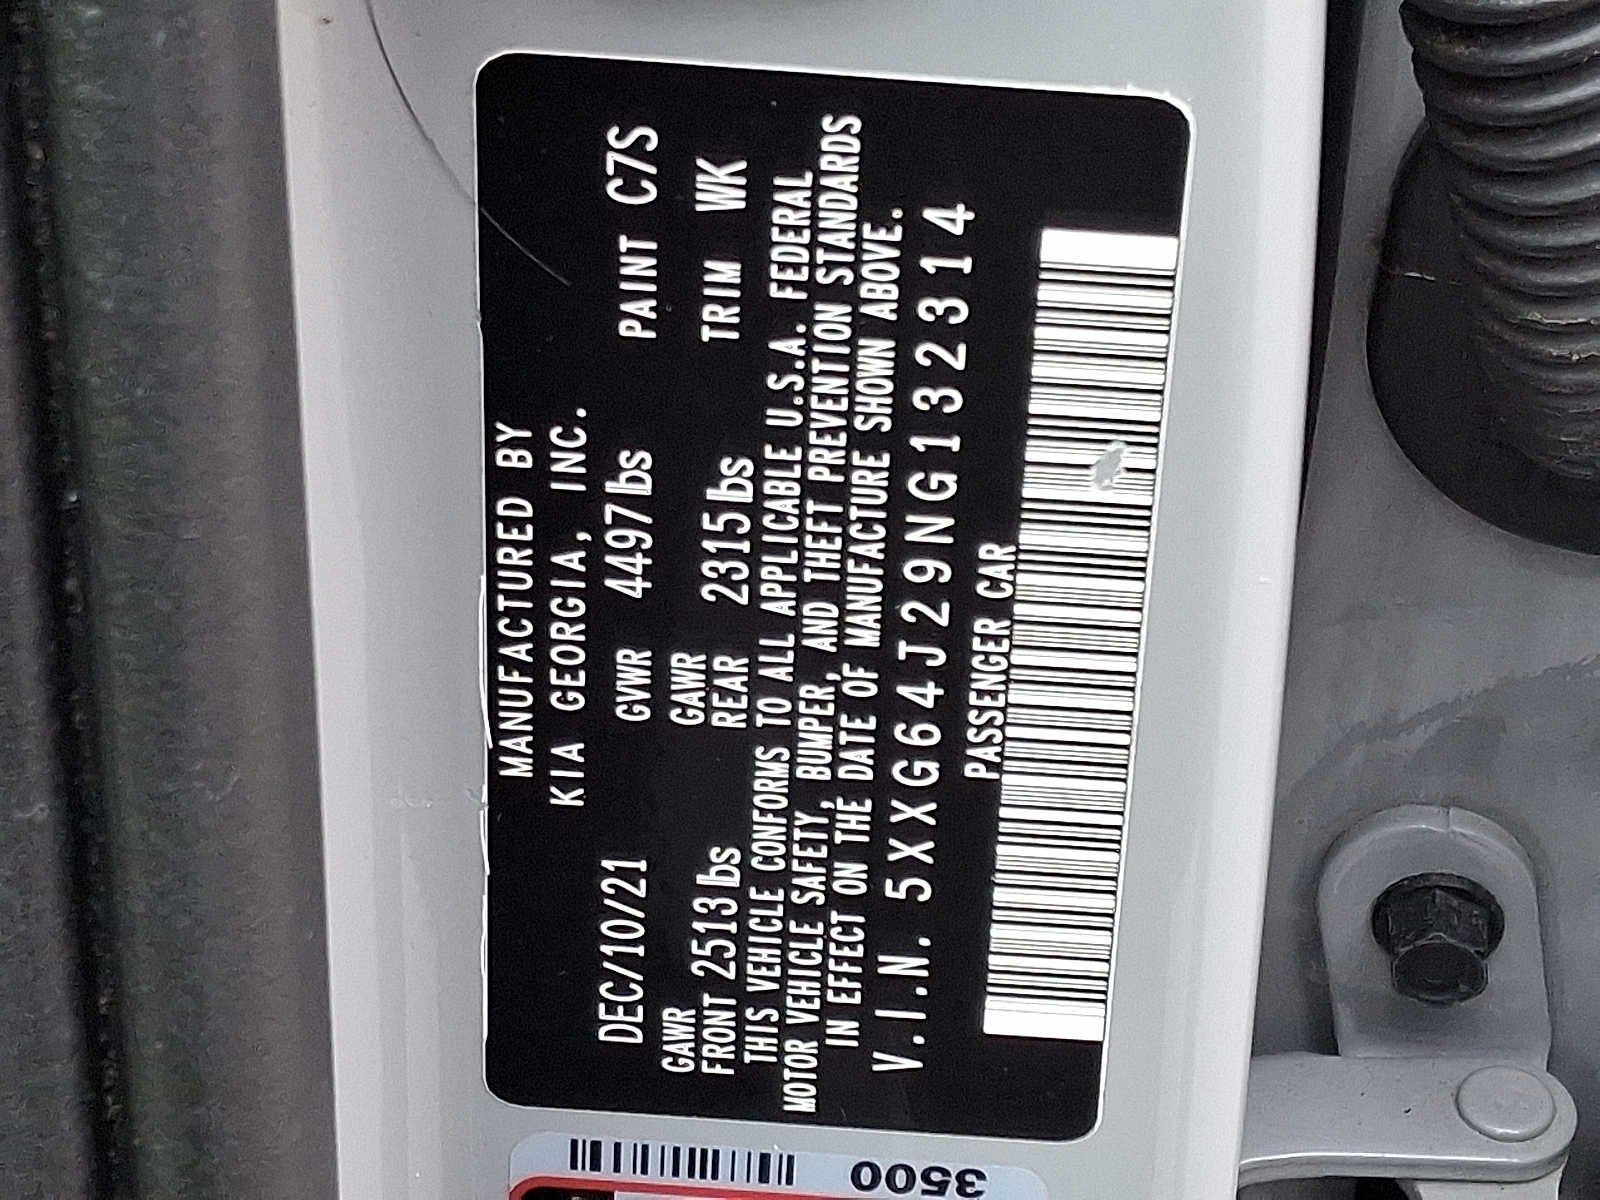 MANUFACTURED BY
KIA GEORGIA, INC.
DEC/10/21 GVWR 4497lbs PAINT C7S
GAWR FRONT 2513lbs GAWR REAR 2315lbs TRIM WK
THIS VEHICLE CONFORMS TO ALL APPLICABLE U.S.A. FEDERAL
MOTOR VEHICLE SAFETY, BUMPER, AND THEFT PREVENTION STANDARDS
IN EFFECT ON THE DATE OF MANUFACTURE SHOWN ABOVE.
V.I.N. 5XXG64J29NG132314
PASSENGER CAR
3500